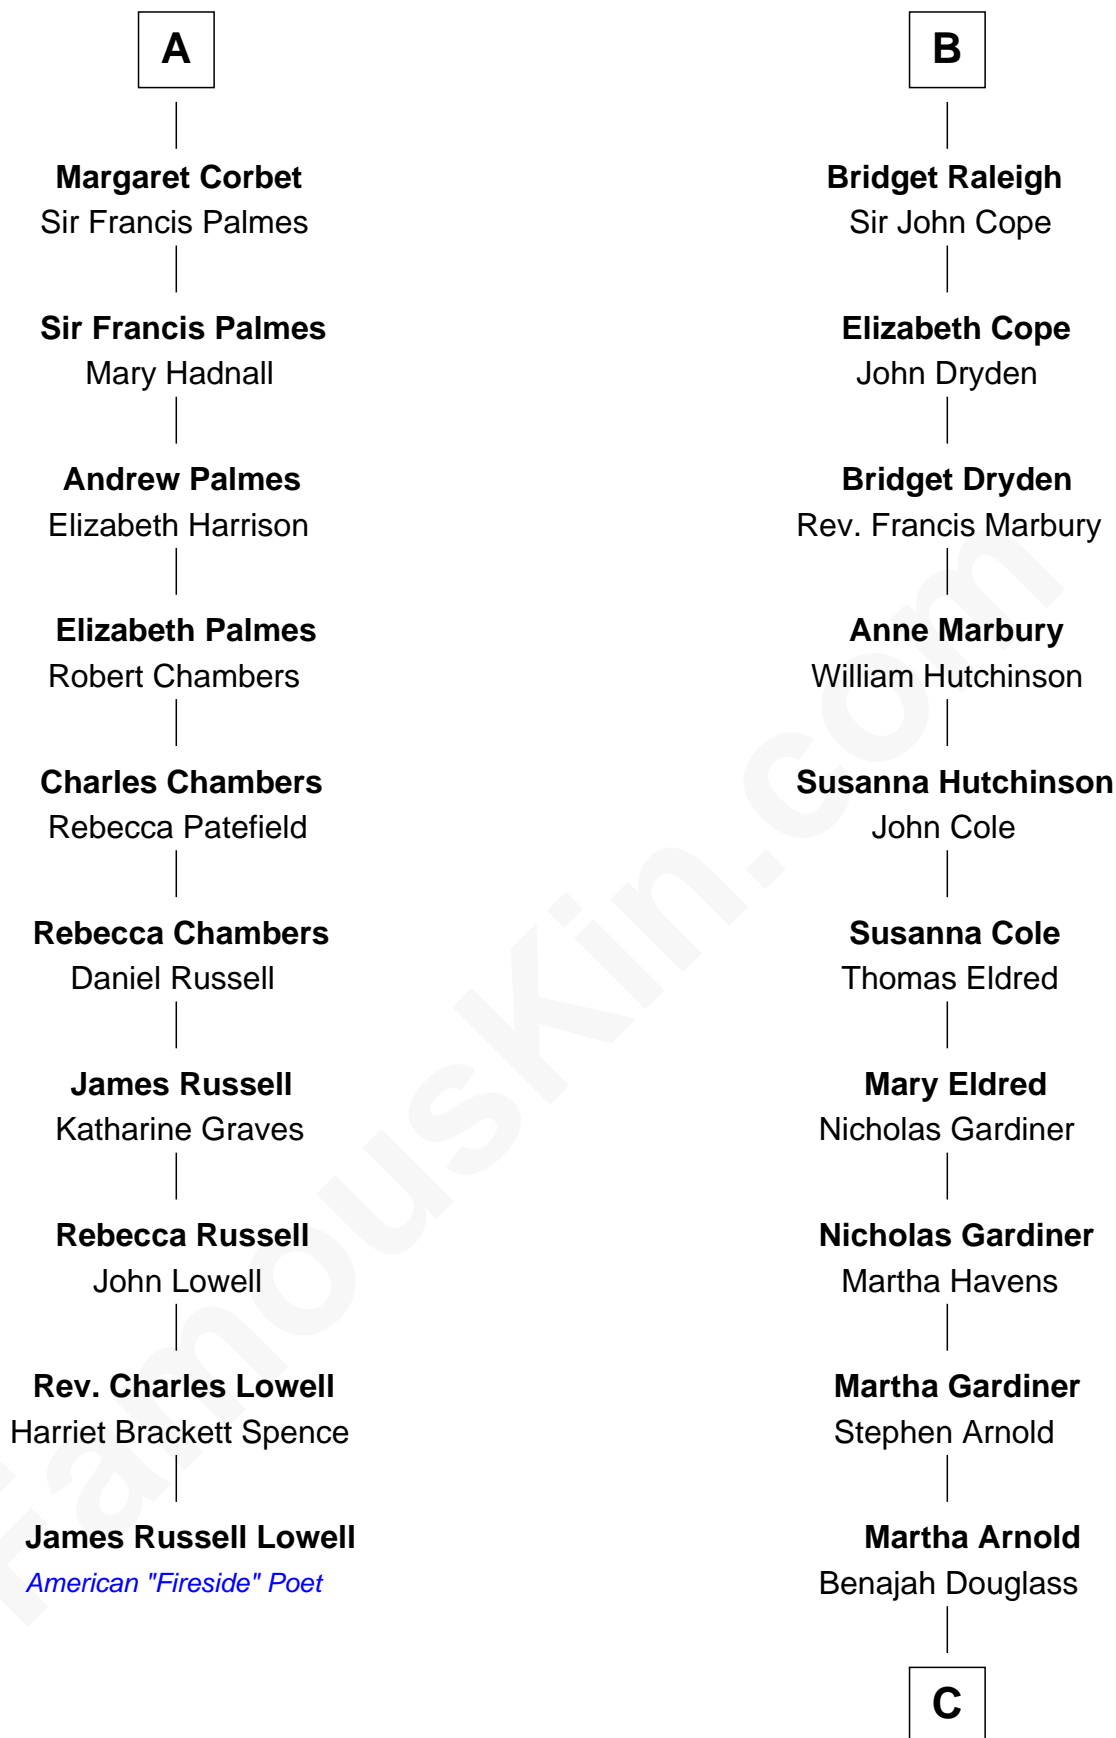 A
Margaret Corbet
Sir Francis Palmes
Sir Francis Palmes
Mary Hadnall
Andrew Palmes
Elizabeth Harrison
Elizabeth Palmes
Robert Chambers
Charles Chambers
Rebecca Patefield
Rebecca Chambers
Daniel Russell
James Russell
Katharine Graves
Rebecca Russell
John Lowell
Rev. Charles Lowell
Harriet Brackett Spence
James Russell Lowell
American "Fireside" Poet
B
Bridget Raleigh
Sir John Cope
Elizabeth Cope
John Dryden
Bridget Dryden
Rev. Francis Marbury
Anne Marbury
William Hutchinson
Susanna Hutchinson
John Cole
Susanna Cole
Thomas Eldred
Mary Eldred
Nicholas Gardiner
Nicholas Gardiner
Martha Havens
Martha Gardiner
Stephen Arnold
Martha Arnold
Benajah Douglass
C
FamousKin.com